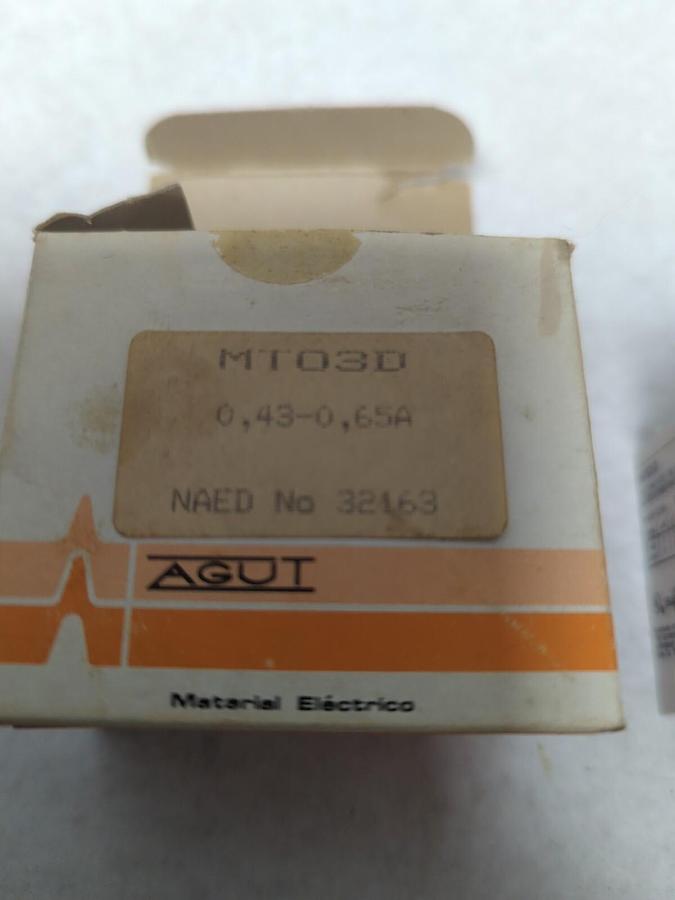 MT03D
0,43-0,65A
NAED No 32163
AGUT
Material Eléctrico